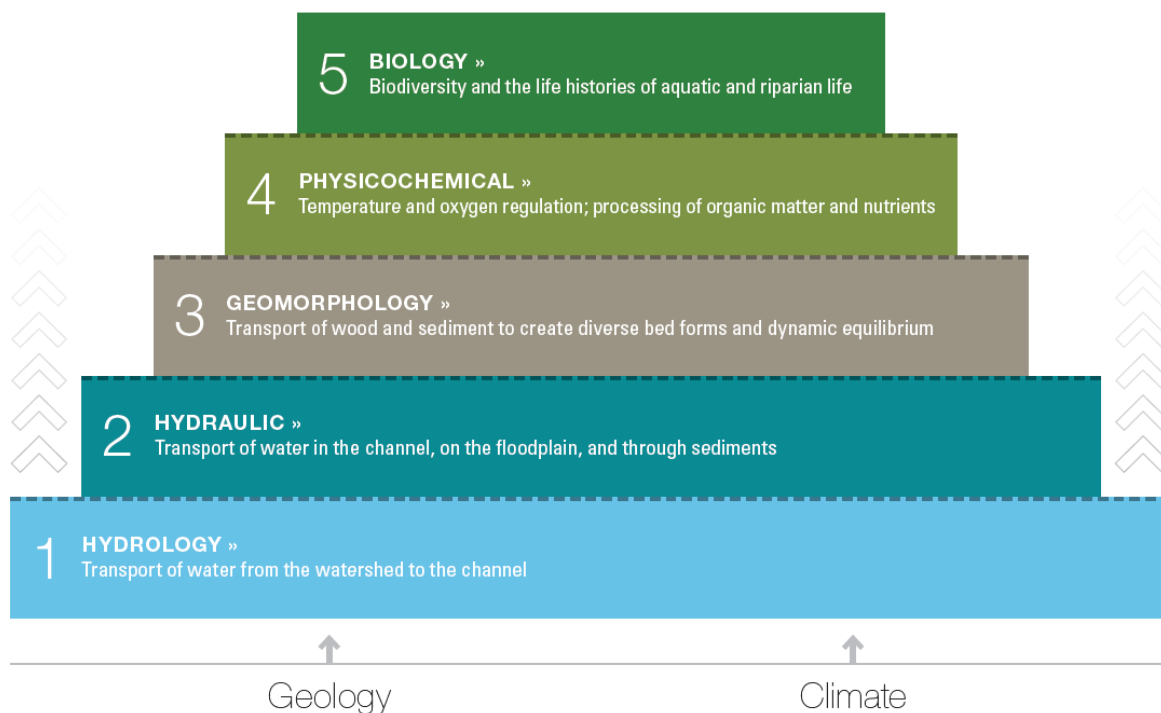 5
BIOLOGY »
Biodiversity and the life histories of aquatic and riparian life
4
PHYSICOCHEMICAL »
Temperature and oxygen regulation; processing of organic matter and nutrients
3
GEOMORPHOLOGY »
Transport of wood and sediment to create diverse bed forms and dynamic equilibrium
2
HYDRAULIC »
Transport of water in the channel, on the floodplain, and through sediments
1
HYDROLOGY »
Transport of water from the watershed to the channel
Geology
Climate